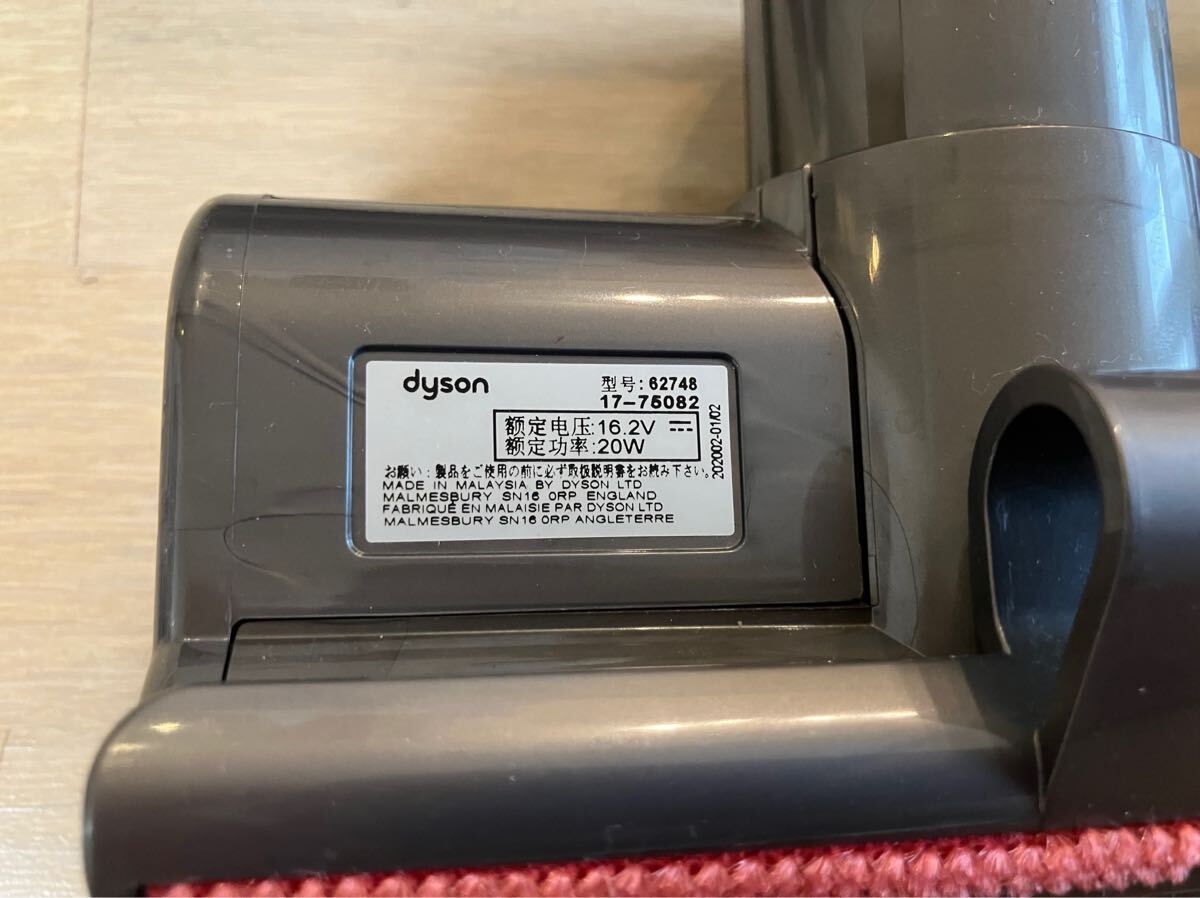 dyson
型号: 62748
17-75082
额定电压:16.2V
额定功率:20W
お願い:製品をご使用の前に必ず取扱説明書をお読み下さい。
MADE IN MALAYSIA BY DYSON LTD
MALMESBURY SN16 0RP ENGLAND
FABRIQUÉ EN MALAISIE PAR DYSON LTD
MALMESBURY SN16 0RP ANGLETERRE
202002-01/02